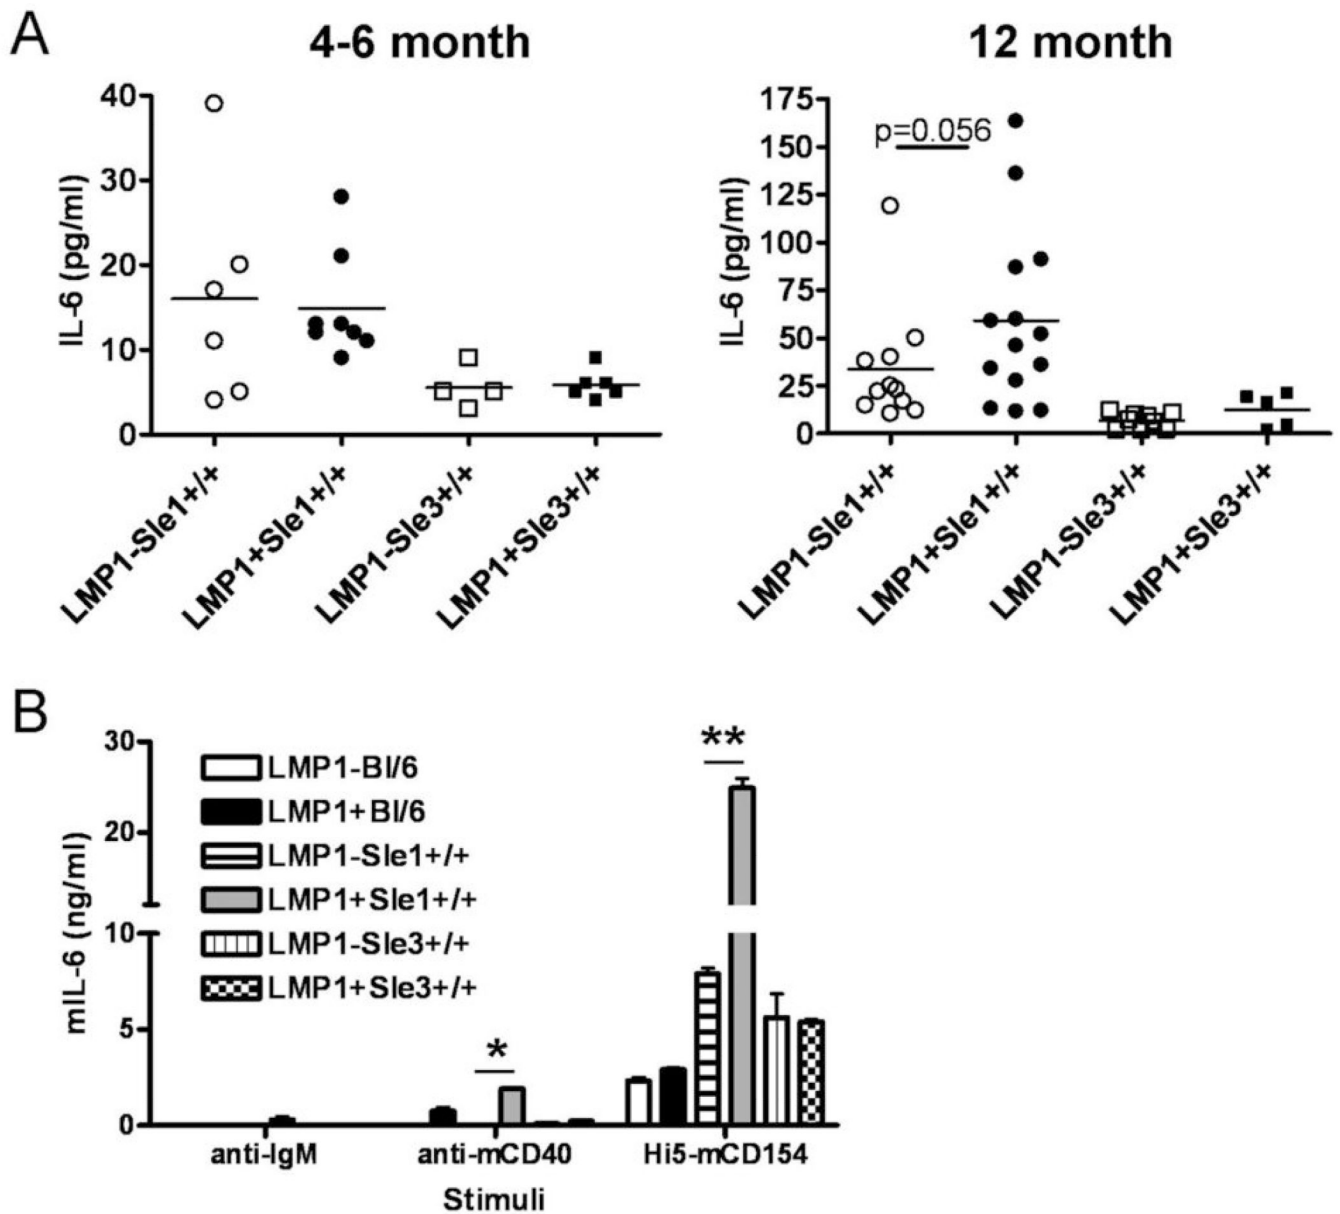 A
4-6 month
12 month
IL-6 (pg/ml)
40
30
20
10
0
LMP1-Sle1+/+
LMP1+Sle1+/+
LMP1-Sle3+/+
LMP1+Sle3+/+
IL-6 (pg/ml)
175
150
125
100
75
50
25
0
p=0.056
LMP1-Sle1+/+
LMP1+Sle1+/+
LMP1-Sle3+/+
LMP1+Sle3+/+
B
mIL-6 (ng/ml)
30
20
10
5
0
LMP1-Bl/6
LMP1+Bl/6
LMP1-Sle1+/+
LMP1+Sle1+/+
LMP1-Sle3+/+
LMP1+Sle3+/+
*
**
anti-IgM
anti-mCD40
Hi5-mCD154
Stimuli